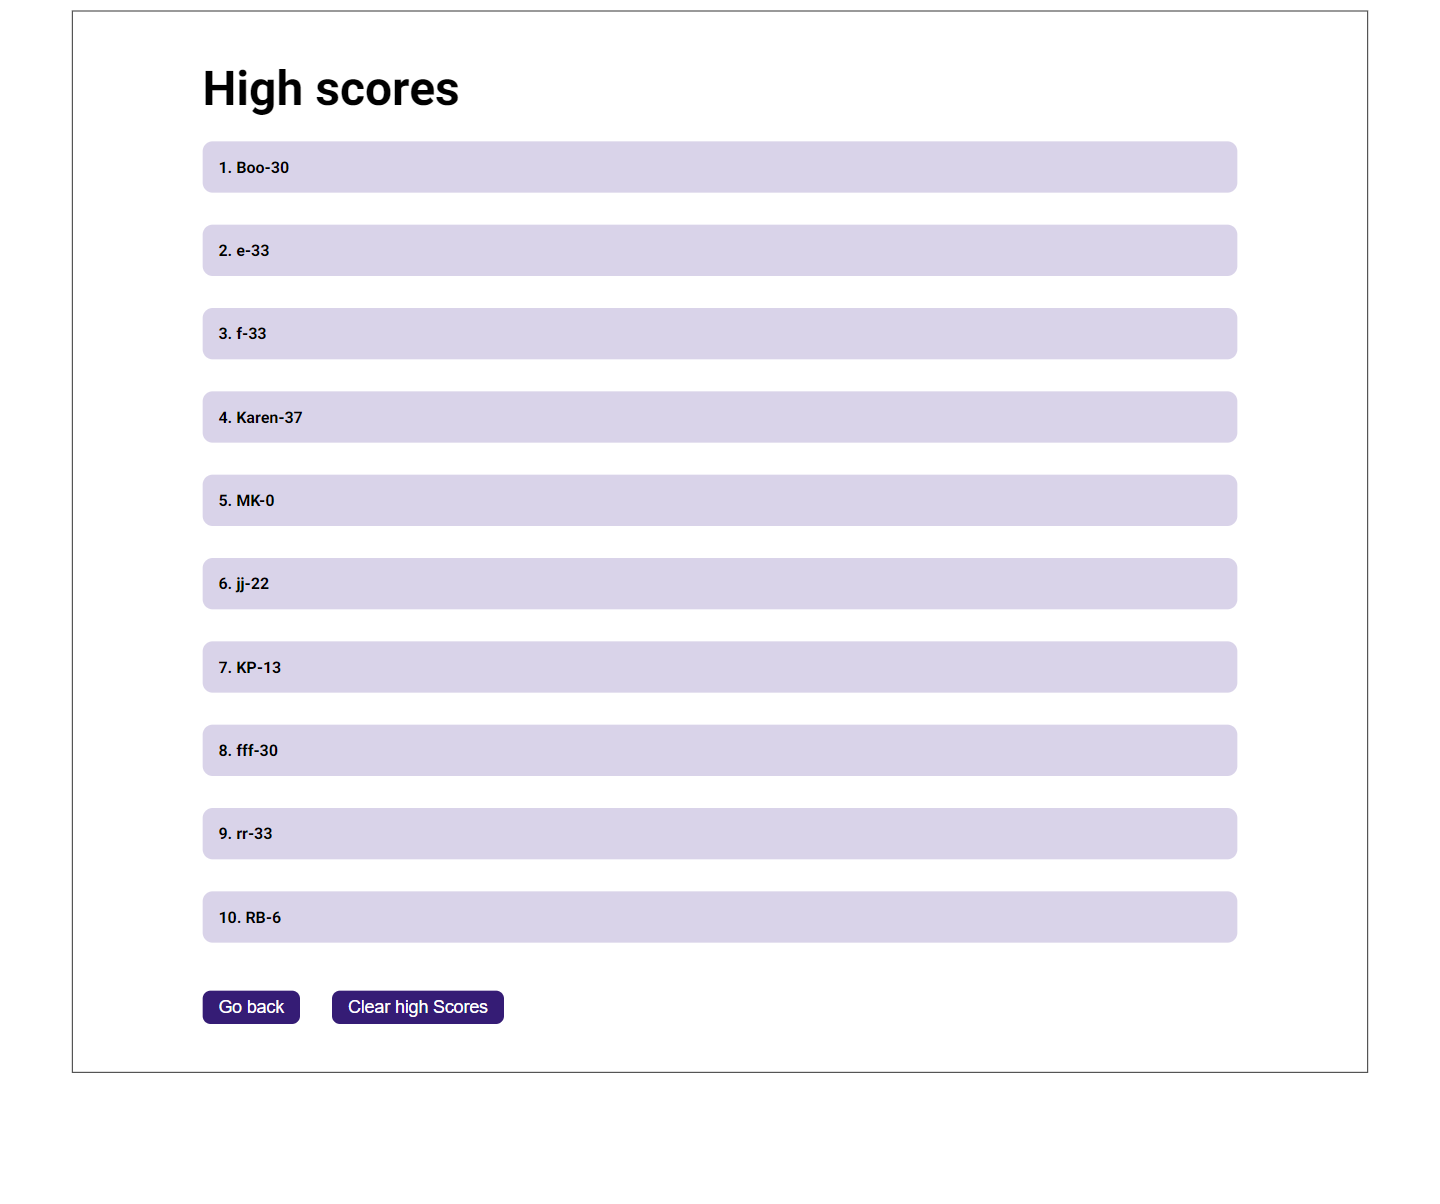 High scores
1. Boo-30
2. e-33
3. f-33
4. Karen-37
5. MK-0
6. jj-22
7. KP-13
8. fff-30
9. rr-33
10. RB-6
Go back
Clear high Scores